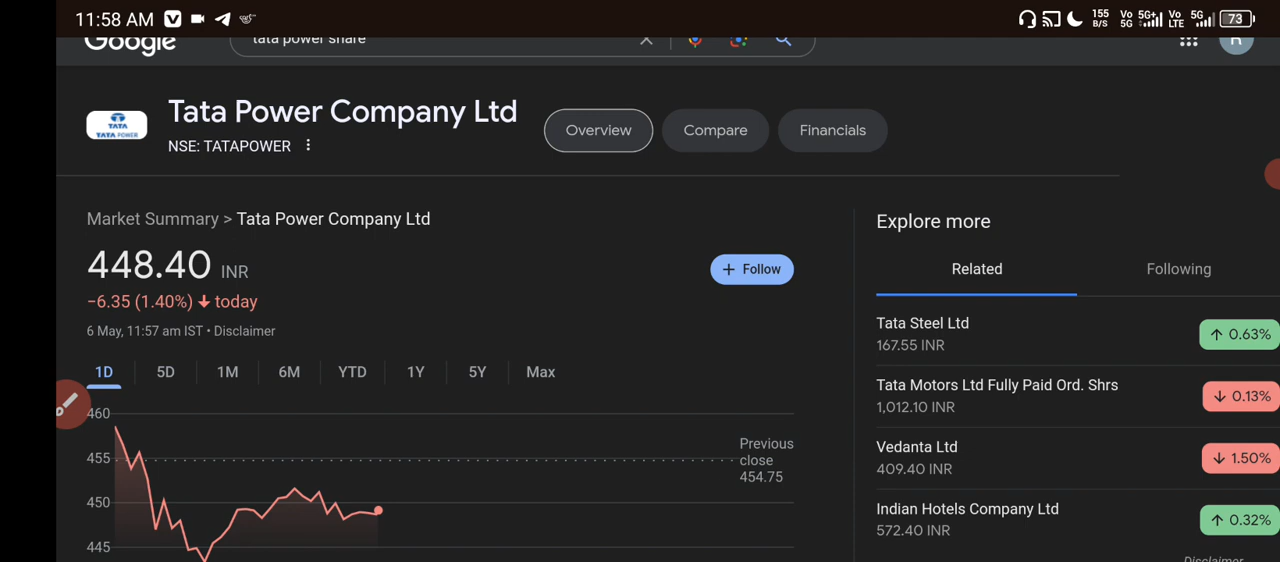 11:58 AM
155 B/S Vo 5G 5G+ Vo LTE 5G 73
Google
tata power share
TATA
TATA POWER
Tata Power Company Ltd
NSE: TATAPOWER
Overview
Compare
Financials
Market Summary > Tata Power Company Ltd
448.40 INR
+ Follow
−6.35 (1.40%) ↓ today
6 May, 11:57 am IST • Disclaimer
1D 5D 1M 6M YTD 1Y 5Y Max
460
455
450
445
Previous
close
454.75
Explore more
Related
Following
Tata Steel Ltd
167.55 INR
↑ 0.63%
Tata Motors Ltd Fully Paid Ord. Shrs
1,012.10 INR
↓ 0.13%
Vedanta Ltd
409.40 INR
↓ 1.50%
Indian Hotels Company Ltd
572.40 INR
↑ 0.32%
Disclaimer